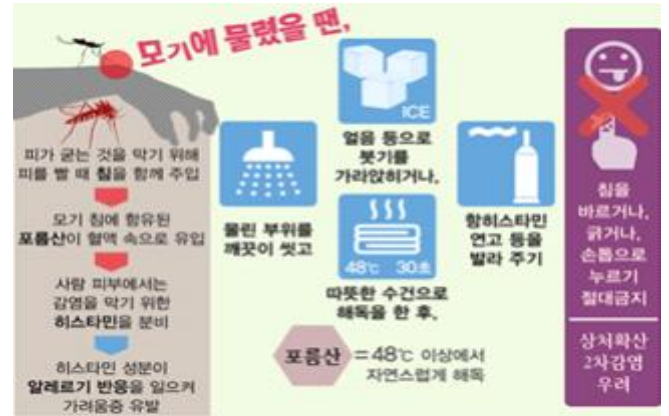 모기에 물렸을 땐,
피가 굳는 것을 막기 위해
피를 빨 때 침을 함께 주입
모기 침에 함유된
포름산이 혈액 속으로 유입
사람 피부에서는
감염을 막기 위한
히스타민을 분비
히스타민 성분이
알레르기 반응을 일으켜
가려움증 유발
물린 부위를
깨끗이 씻고
ICE
얼음 등으로
붓기를
가라앉히거나,
48℃ 30초
따뜻한 수건으로
해독을 한 후,
항히스타민
연고 등을
발라 주기
포름산 = 48℃ 이상에서
자연스럽게 해독
침을
바르거나,
긁거나,
손톱으로
누르기
절대금지
상처확산
2차감염
우려